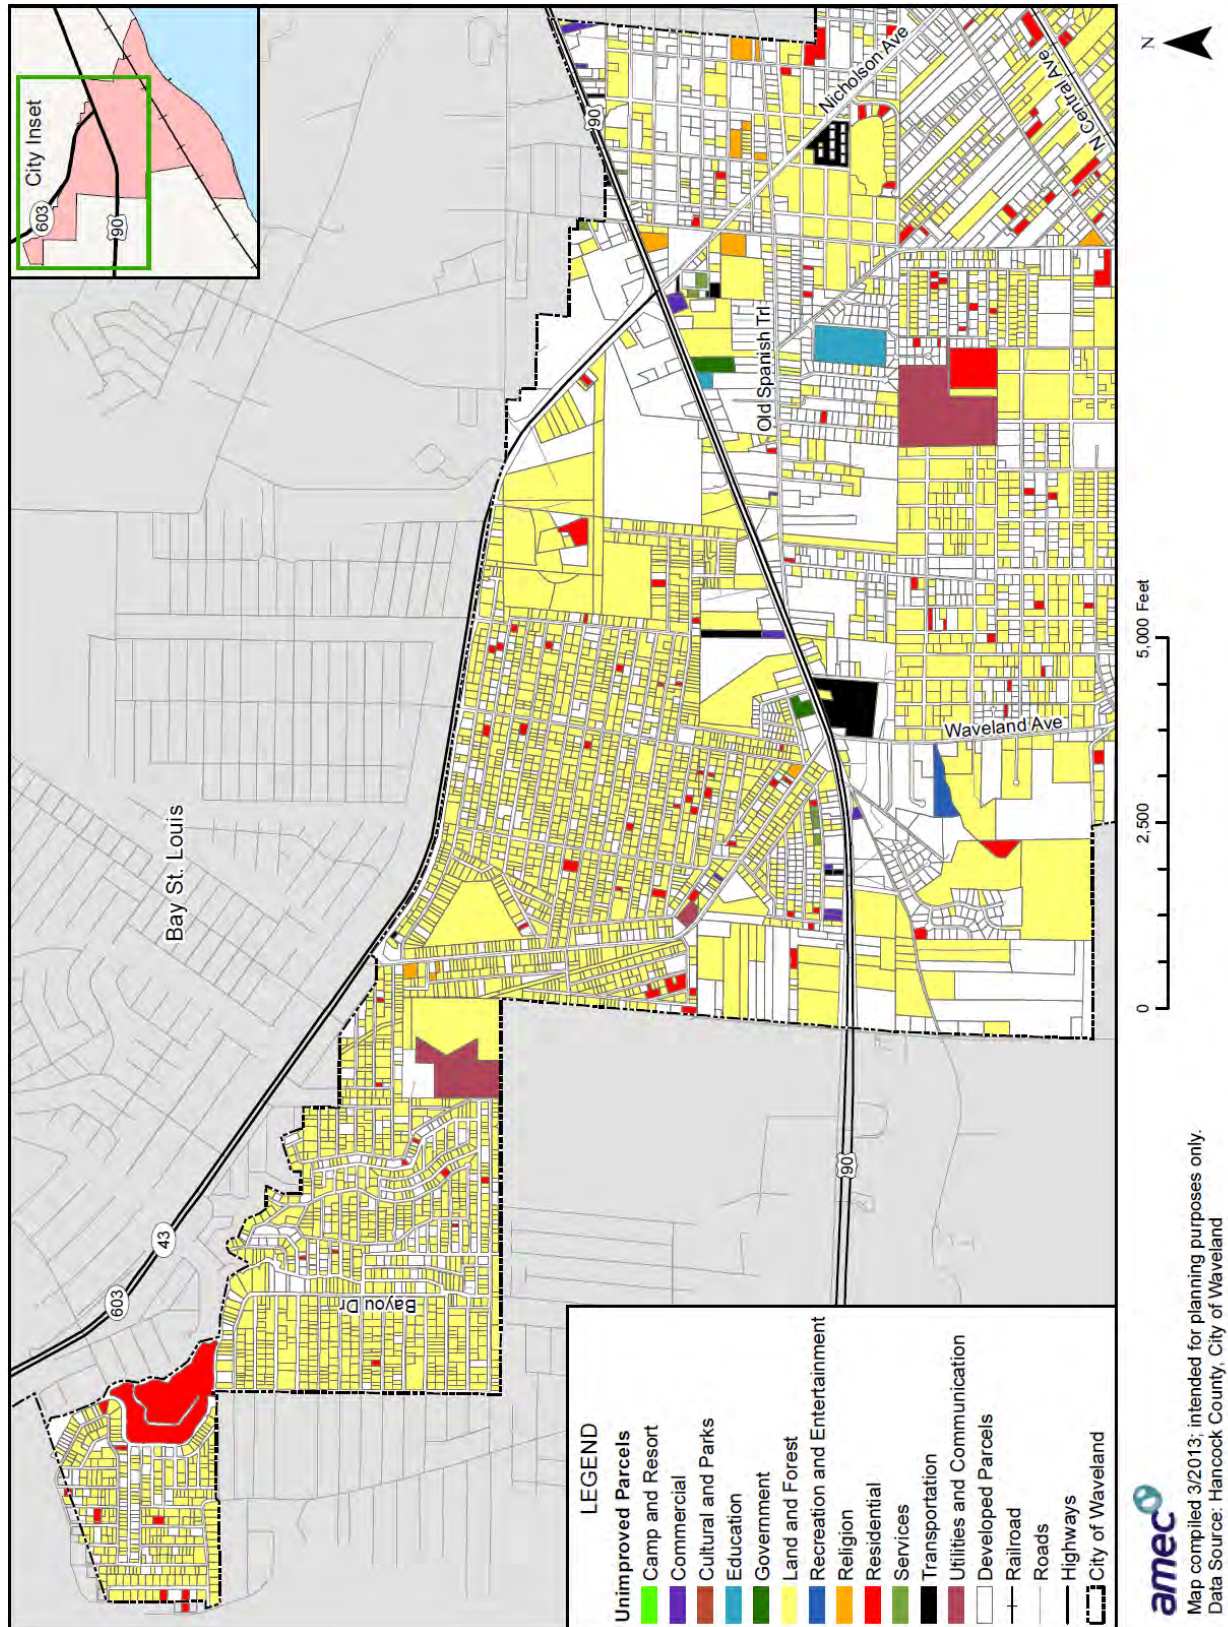 City Inset
603
90
N
Nicholson Ave
N Central Ave
90
Old Spanish Trl
Bay St. Louis
Waveland Ave
603
43
Bayou Dr
90
LEGEND
Unimproved Parcels
Camp and Resort
Commercial
Cultural and Parks
Education
Government
Land and Forest
Recreation and Entertainment
Religion
Residential
Services
Transportation
Utilities and Communication
Developed Parcels
Railroad
Roads
Highways
City of Waveland
0 2,500 5,000 Feet
amec
Map compiled 3/2013; intended for planning purposes only.
Data Source: Hancock County, City of Waveland